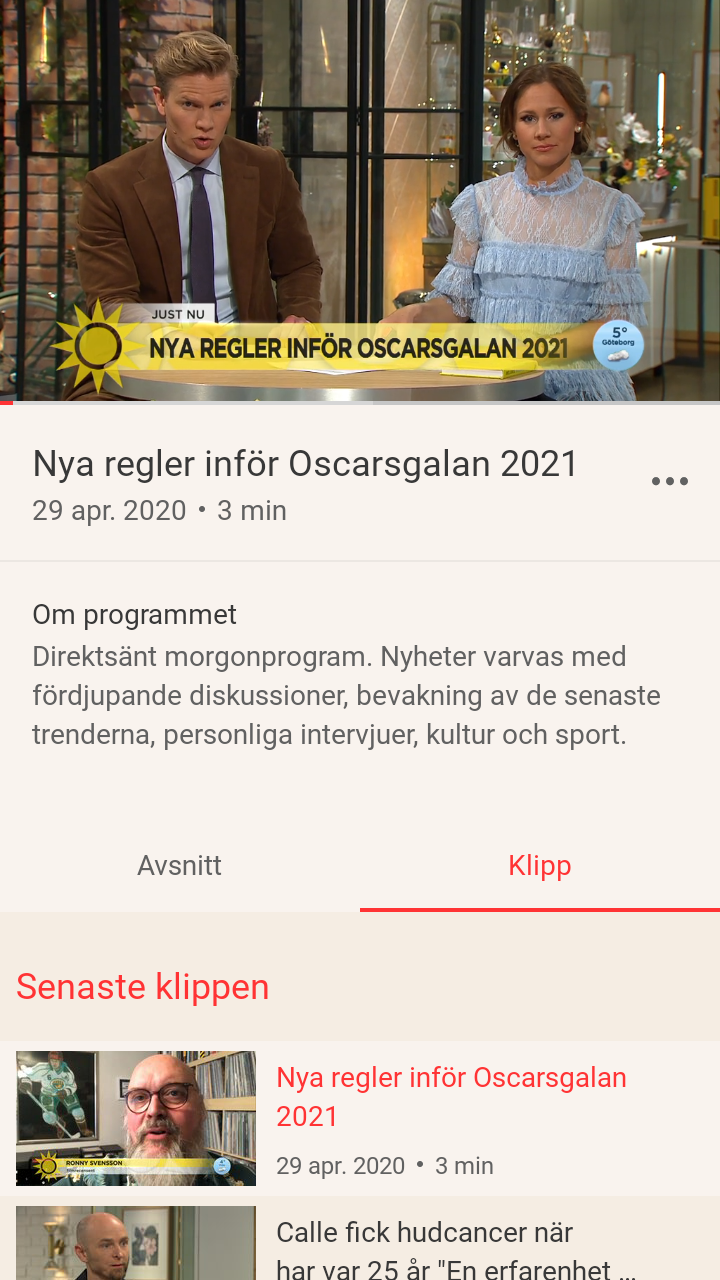 JUST NU
NYA REGLER INFÖR OSCARSGALAN 2021
5°
Göteborg
Nya regler inför Oscarsgalan 2021
29 apr. 2020 • 3 min
Om programmet
Direktsänt morgonprogram. Nyheter varvas med
fördjupande diskussioner, bevakning av de senaste
trenderna, personliga intervjuer, kultur och sport.
Avsnitt
Klipp
Senaste klippen
RONNY SVENSSON
Nya regler inför Oscarsgalan
2021
29 apr. 2020 • 3 min
Calle fick hudcancer när
har var 25 år "En erfarenhet ...